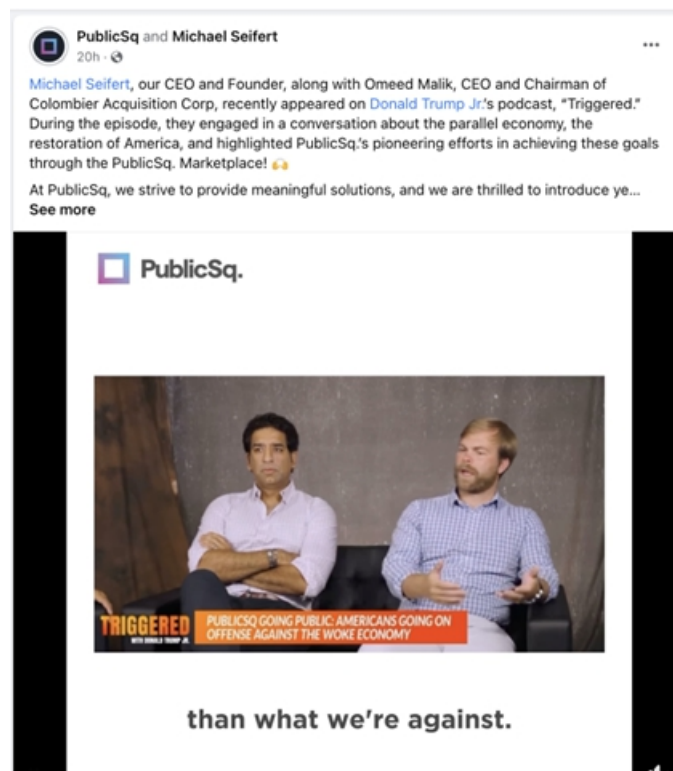 PublicSq and Michael Seifert
20h ·
Michael Seifert, our CEO and Founder, along with Omeed Malik, CEO and Chairman of
Colombier Acquisition Corp, recently appeared on Donald Trump Jr.'s podcast, "Triggered."
During the episode, they engaged in a conversation about the parallel economy, the
restoration of America, and highlighted PublicSq.'s pioneering efforts in achieving these goals
through the PublicSq. Marketplace! 🙌
At PublicSq, we strive to provide meaningful solutions, and we are thrilled to introduce ye...
See more
PublicSq.
TRIGGERED
WITH DONALD TRUMP JR.
PUBLICSQ GOING PUBLIC: AMERICANS GOING ON
OFFENSE AGAINST THE WOKE ECONOMY
than what we're against.